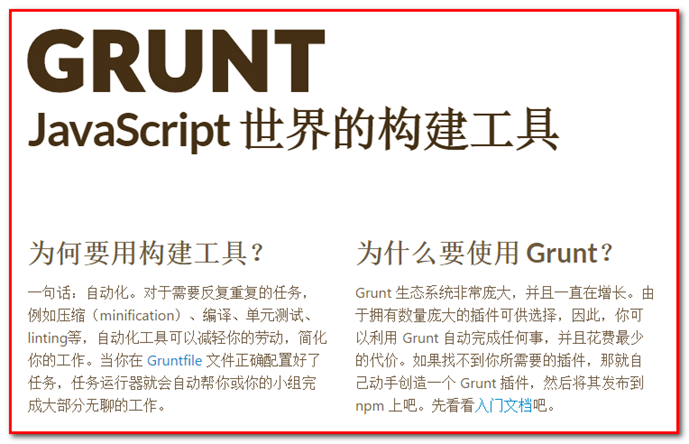 GRUNT
JavaScript 世界的构建工具
为何要用构建工具？
一句话：自动化。对于需要反复重复的任务，
例如压缩（minification）、编译、单元测试、
linting等，自动化工具可以减轻你的劳动，简化
你的工作。当你在 Gruntfile 文件正确配置好了
任务，任务运行器就会自动帮你或你的小组完
成大部分无聊的工作。
为什么要使用 Grunt？
Grunt 生态系统非常庞大，并且一直在增长。由
于拥有数量庞大的插件可供选择，因此，你可
以利用 Grunt 自动完成任何事，并且花费最少
的代价。如果找不到你所需要的插件，那就自
己动手创造一个 Grunt 插件，然后将其发布到
npm 上吧。先看看入门文档吧。